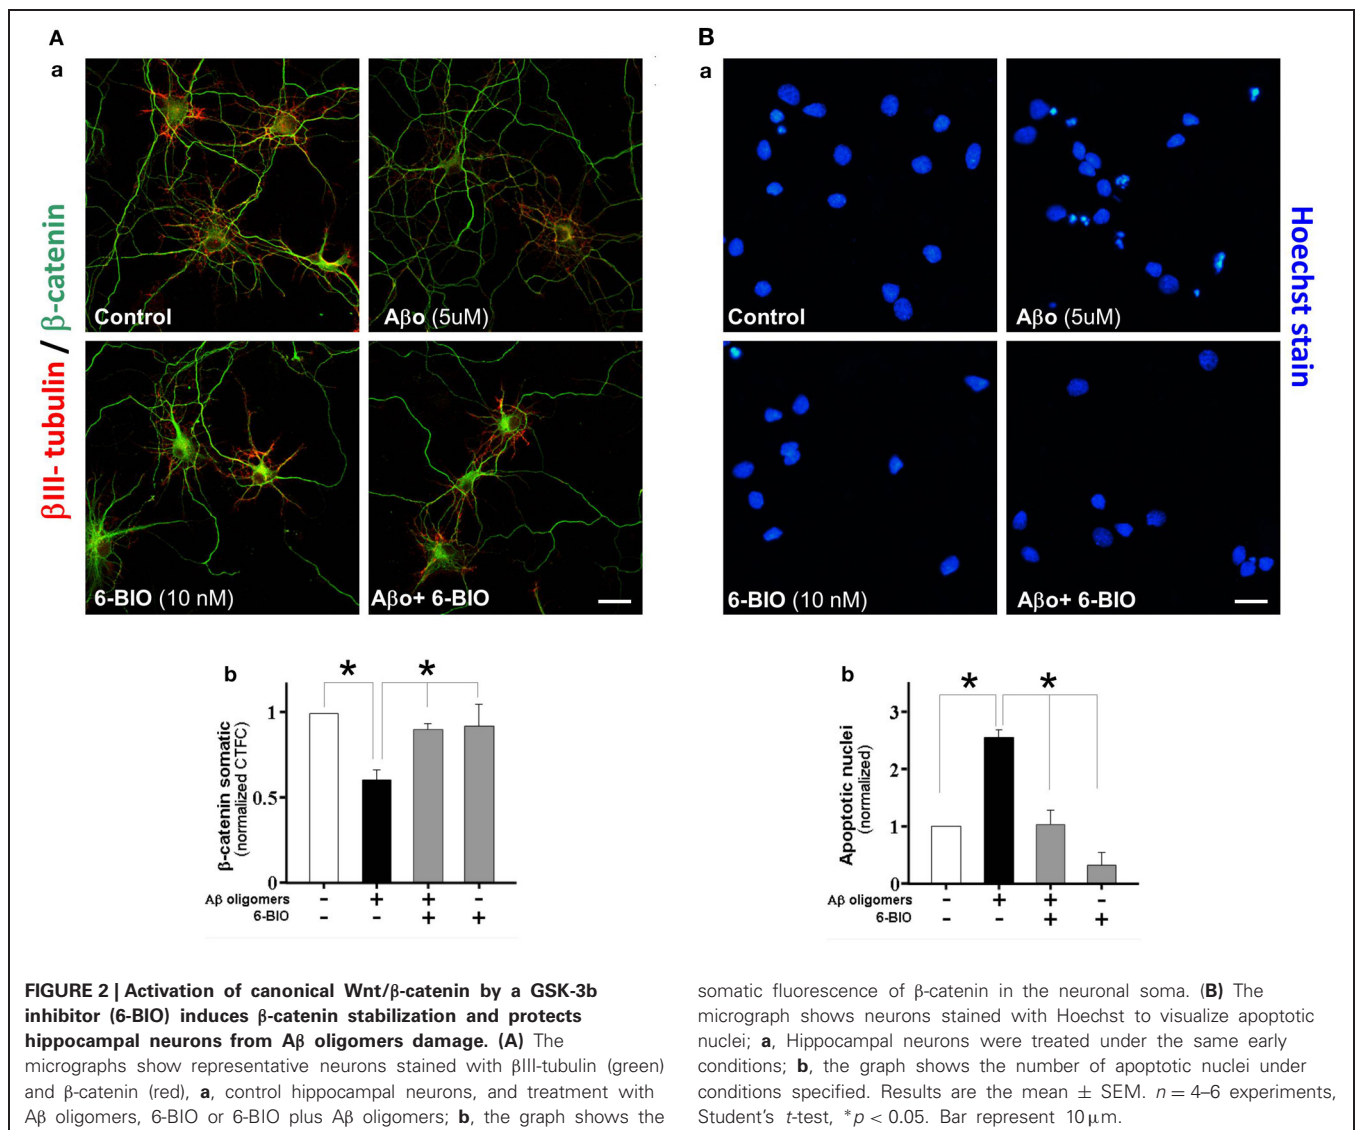 A
a
βIII- tubulin / β-catenin
Control
Aβo (5uM)
6-BIO (10 nM)
Aβo+ 6-BIO
b
*
*
β-catenin somatic
(normalized CTFC)
1
0.5
0
Aβ oligomers - + + -
6-BIO - - + +
B
a
Hoechst stain
Control
Aβo (5uM)
6-BIO (10 nM)
Aβo+ 6-BIO
b
*
*
Apoptotic nuclei
(normalized)
3
2
1
0
Aβ oligomers - + + -
6-BIO - - + +
FIGURE 2 | Activation of canonical Wnt/β-catenin by a GSK-3b
inhibitor (6-BIO) induces β-catenin stabilization and protects
hippocampal neurons from Aβ oligomers damage. (A) The
micrographs show representative neurons stained with βIII-tubulin (green)
and β-catenin (red), a, control hippocampal neurons, and treatment with
Aβ oligomers, 6-BIO or 6-BIO plus Aβ oligomers; b, the graph shows the
somatic fluorescence of β-catenin in the neuronal soma. (B) The
micrograph shows neurons stained with Hoechst to visualize apoptotic
nuclei; a, Hippocampal neurons were treated under the same early
conditions; b, the graph shows the number of apoptotic nuclei under
conditions specified. Results are the mean ± SEM. n = 4–6 experiments,
Student's t-test, *p < 0.05. Bar represent 10 μm.